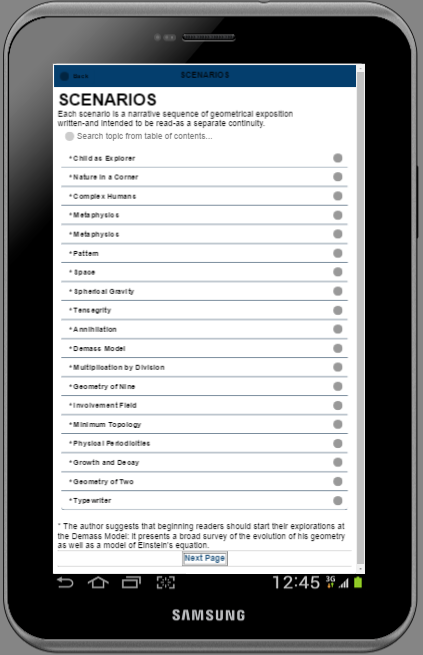 Back
SCENARIOS
SCENARIOS
Each scenario is a narrative sequence of geometrical exposition
written-and intended to be read-as a separate continuity.
Search topic from table of contents...
*Child as Explorer
*Nature in a Corner
*Complex Humans
*Metaphysics
*Metaphysics
*Pattern
*Space
*Spherical Gravity
*Tensegrity
*Annihilation
*Demass Model
*Multiplication by Division
*Geometry of Nine
*Involvement Field
*Minimum Topology
*Physical Periodicities
*Growth and Decay
*Geometry of Two
*Typewriter
* The author suggests that beginning readers should start their explorations at
the Demass Model: it presents a broad survey of the evolution of his geometry
as well as a model of Einstein's equation.
Next Page
12:45 3G
SAMSUNG